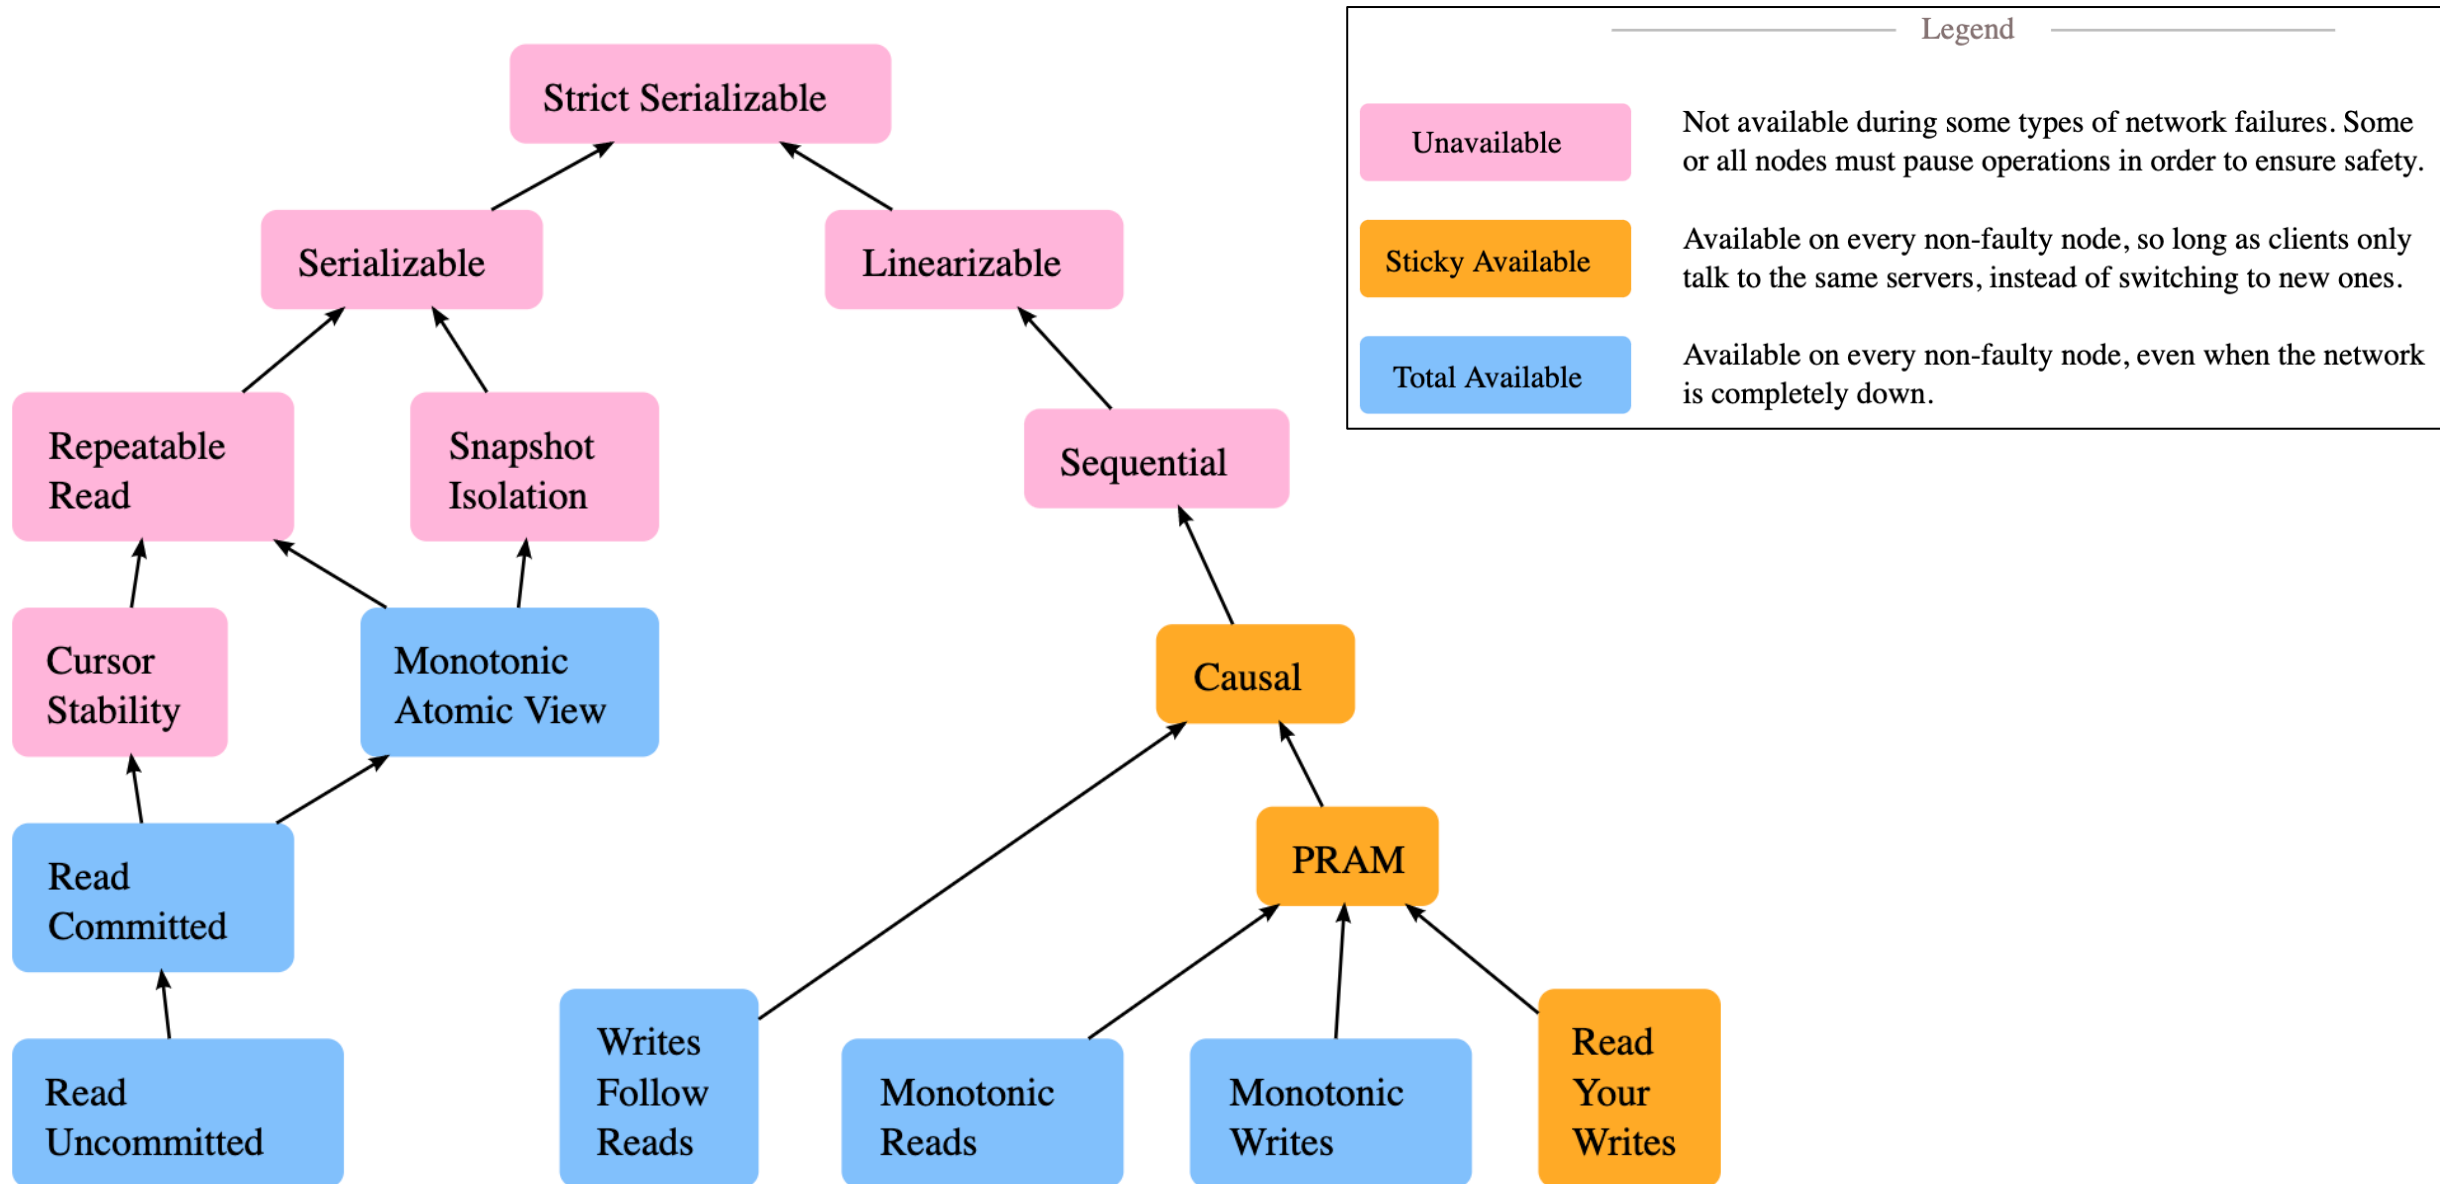 Legend
Strict Serializable
Unavailable
Not available during some types of network failures. Some
or all nodes must pause operations in order to ensure safety.
Sticky Available
Available on every non-faulty node, so long as clients only
talk to the same servers, instead of switching to new ones.
Total Available
Available on every non-faulty node, even when the network
is completely down.
Serializable
Linearizable
Repeatable
Read
Snapshot
Isolation
Sequential
Cursor
Stability
Monotonic
Atomic View
Causal
Read
Committed
PRAM
Read
Uncommitted
Writes
Follow
Reads
Monotonic
Reads
Monotonic
Writes
Read
Your
Writes